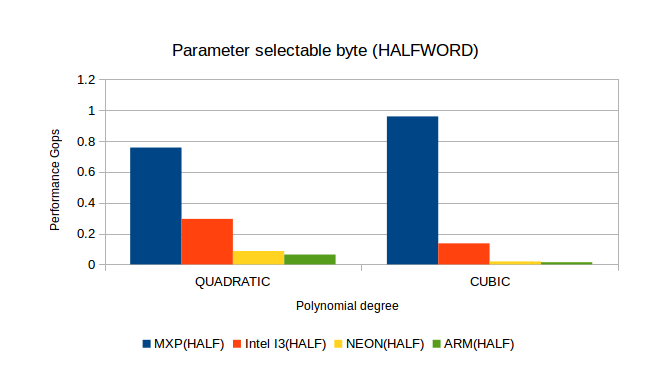 Parameter selectable byte (HALFWORD)
1.2
1
0.8
0.6
0.4
0.2
0
Performance Gops
QUADRATIC CUBIC
Polynomial degree
MXP(HALF) Intel I3(HALF) NEON(HALF) ARM(HALF)